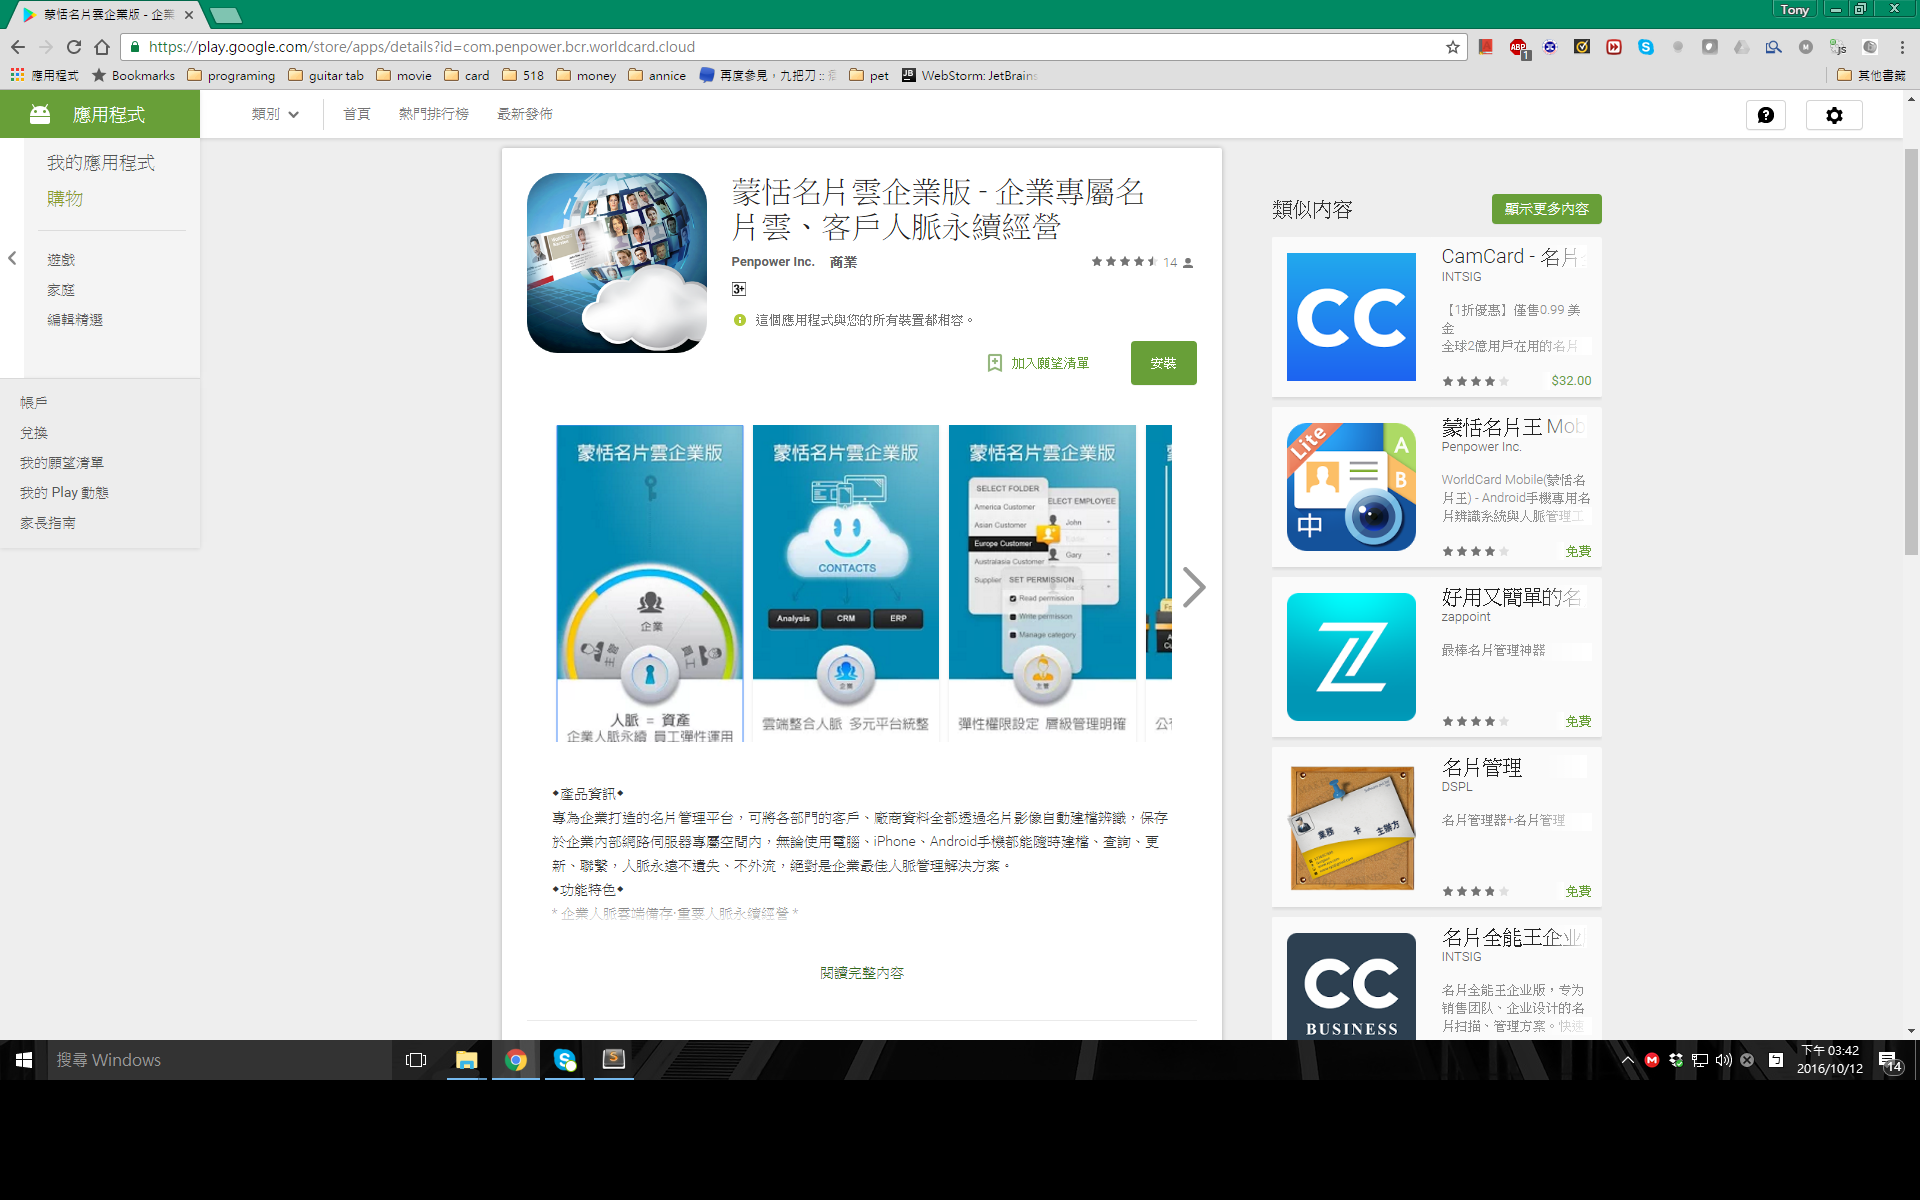 蒙恬名片雲企業版 - 企業
Tony
https://play.google.com/store/apps/details?id=com.penpower.bcr.worldcard.cloud
應用程式
Bookmarks
programing
guitar tab
movie
card
518
money
annice
再度參見，九把刀 ::
pet
WebStorm: JetBrains
其他書籤
應用程式
類別
首頁
熱門排行榜
最新發佈
我的應用程式
購物
遊戲
家庭
編輯精選
帳戶
兌換
我的願望清單
我的 Play 動態
家長指南
蒙恬名片雲企業版 - 企業專屬名
片雲、客戶人脈永續經營
Penpower Inc. 商業
14
3+
這個應用程式與您的所有裝置都相容。
加入願望清單
安裝
蒙恬名片雲企業版
企業
主管
員工
人脈 = 資產
企業人脈永續 員工彈性運用
蒙恬名片雲企業版
CONTACTS
Analysis
CRM
ERP
企業
雲端整合人脈 多元平台統整
蒙恬名片雲企業版
SELECT FOLDER
America Customer
Asian Customer
Europe Customer
Australasia Customer
Supplier
SELECT EMPLOYEE
John
Gary
SET PERMISSION
Read permission
Write permission
Manage category
主管
彈性權限設定 層級管理明確
◆產品資訊◆
專為企業打造的名片管理平台，可將各部門的客戶、廠商資料全都透過名片影像自動建檔辨識，保存
於企業內部網路伺服器專屬空間內，無論使用電腦、iPhone、Android手機都能隨時建檔、查詢、更
新、聯繫，人脈永遠不遺失、不外流，絕對是企業最佳人脈管理解決方案。
◆功能特色◆
* 企業人脈雲端備存‧重要人脈永續經營 *
閱讀完整內容
類似內容
顯示更多內容
CC
CamCard - 名片
INTSIG
【1折優惠】僅售0.99 美
金
全球2億用戶在用的名片
$32.00
Lite
A
B
中
蒙恬名片王 Mob
Penpower Inc.
WorldCard Mobile(蒙恬名
片王) - Android手機專用名
片辨識系統與人脈管理工
免費
好用又簡單的名
zappoint
最棒名片管理神器
免費
業務 卡 主辦方
名片管理
DSPL
名片管理器+名片管理
免費
CC
BUSINESS
名片全能王企业
INTSIG
名片全能王企业版，专为
销售团队、企业设计的名
片扫描、管理方案。快速
搜尋 Windows
下午 03:42
2016/10/12
14